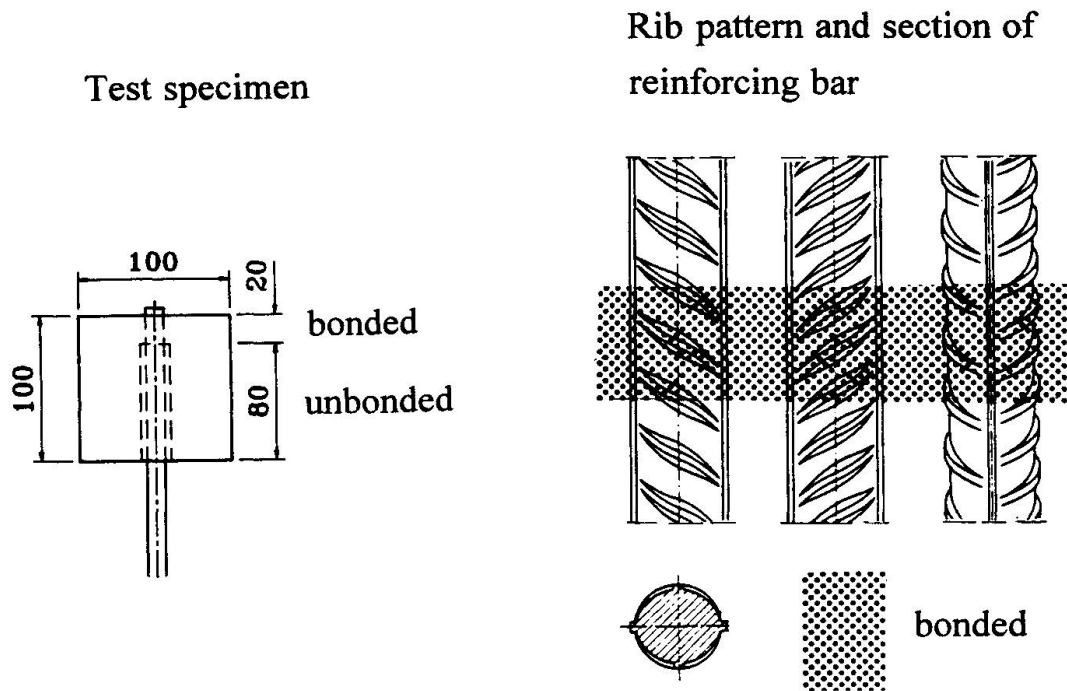 Test specimen
Rib pattern and section of
reinforcing bar
100
20
bonded
100
80
unbonded
bonded